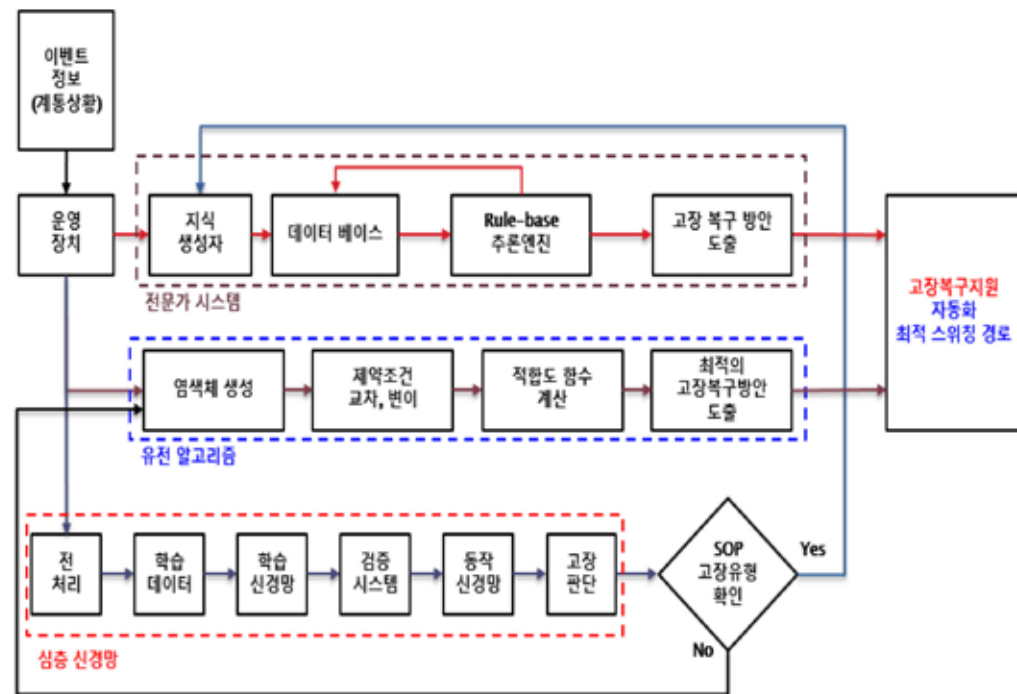 이벤트
정보
(계통상황)
운영
장치
지식
생성자
데이터 베이스
Rule-base
추론엔진
고장 복구 방안
도출
전문가 시스템
고장복구지원
자동화
최적 스위칭 경로
염색체 생성
제약조건
교차, 변이
적합도 함수
계산
최적의
고장복구방안
도출
유전 알고리즘
전
처리
학습
데이터
학습
신경망
검증
시스템
동작
신경망
고장
판단
SOP
고장유형
확인
Yes
No
심층 신경망